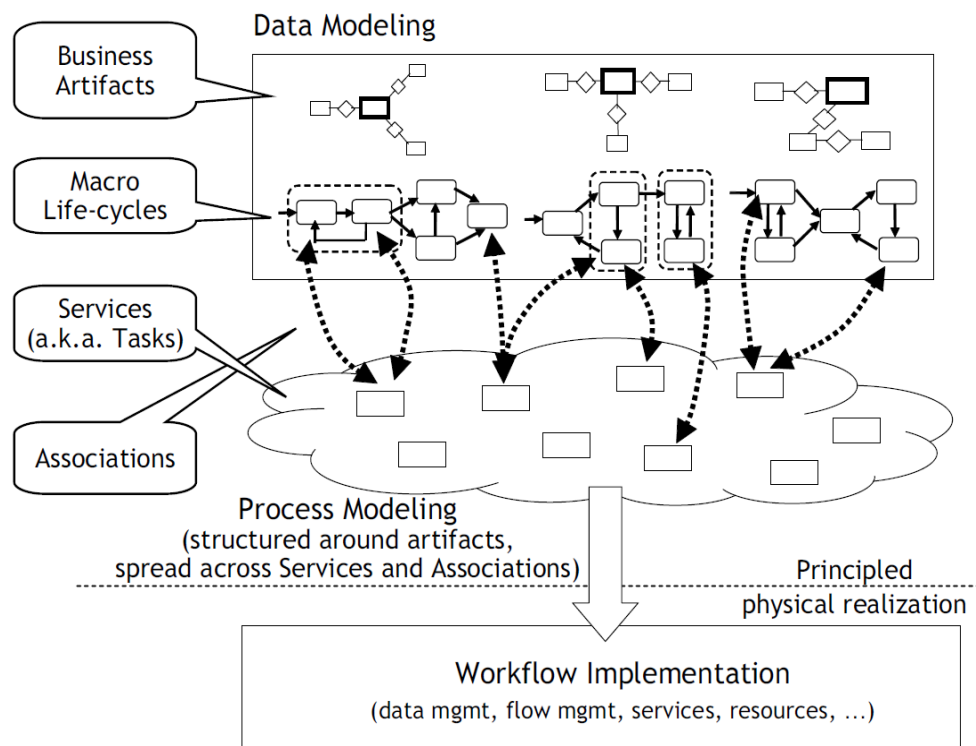 Data Modeling
Business
Artifacts
Macro
Life-cycles
Services
(a.k.a. Tasks)
Associations
Process Modeling
(structured around artifacts,
spread across Services and Associations)
Principled
physical realization
Workflow Implementation
(data mgmt, flow mgmt, services, resources, ...)